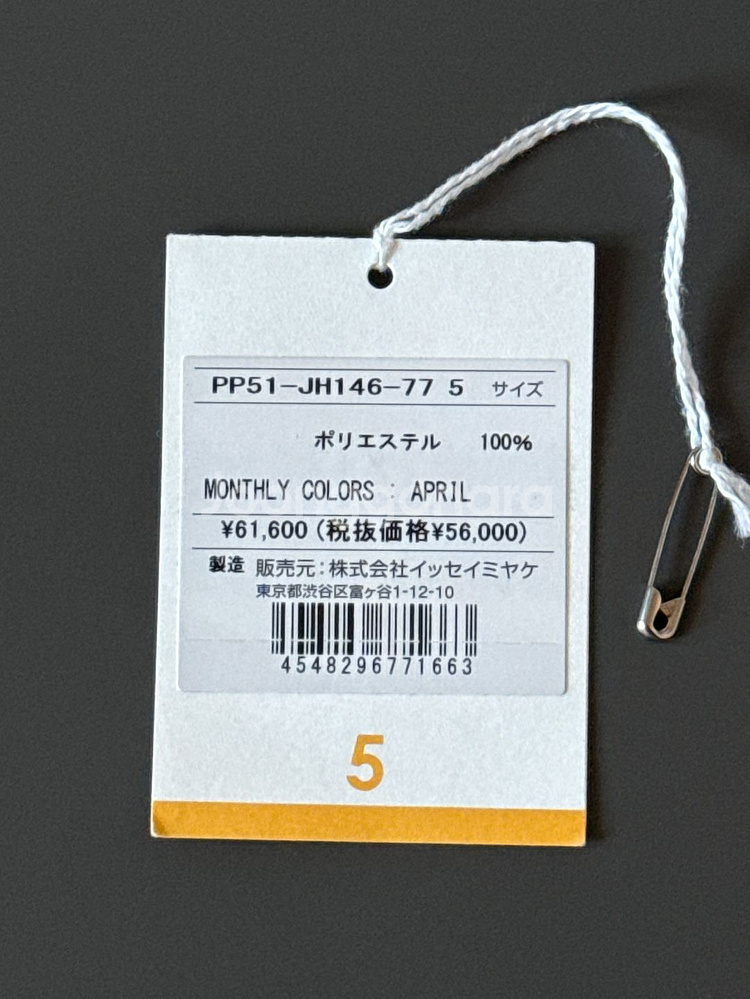 PP51-JH146-77 5 サイズ
ポリエステル 100%
MONTHLY COLORS : APRIL
¥61,600 (税抜価格¥56,000)
製造 販売元:株式会社イッセイミヤケ
東京都渋谷区富ヶ谷1-12-10
4548296771663
5